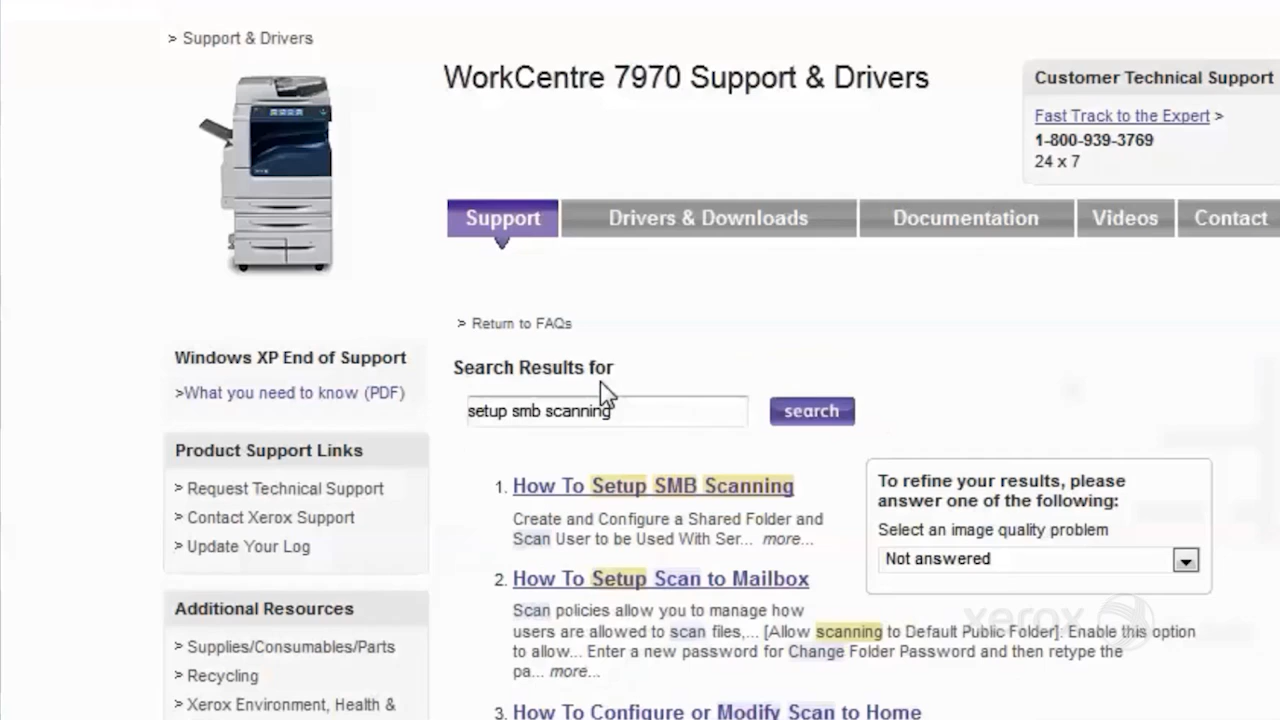 > Support & Drivers
WorkCentre 7970 Support & Drivers
Customer Technical Support
Fast Track to the Expert >
1-800-939-3769
24 x 7
Support
Drivers & Downloads
Documentation
Videos
Contact
> Return to FAQs
Windows XP End of Support
>What you need to know (PDF)
Search Results for
setup smb scanning
search
Product Support Links
> Request Technical Support
> Contact Xerox Support
> Update Your Log
1. How To Setup SMB Scanning
Create and Configure a Shared Folder and
Scan User to be Used With Ser... more...
To refine your results, please
answer one of the following:
Select an image quality problem
Not answered
2. How To Setup Scan to Mailbox
Scan policies allow you to manage how
users are allowed to scan files,... [Allow scanning to Default Public Folder]. Enable this option
to allow... Enter a new password for Change Folder Password and then retype the
pa... more...
Additional Resources
> Supplies/Consumables/Parts
> Recycling
> Xerox Environment, Health &
3. How To Configure or Modify Scan to Home
xerox